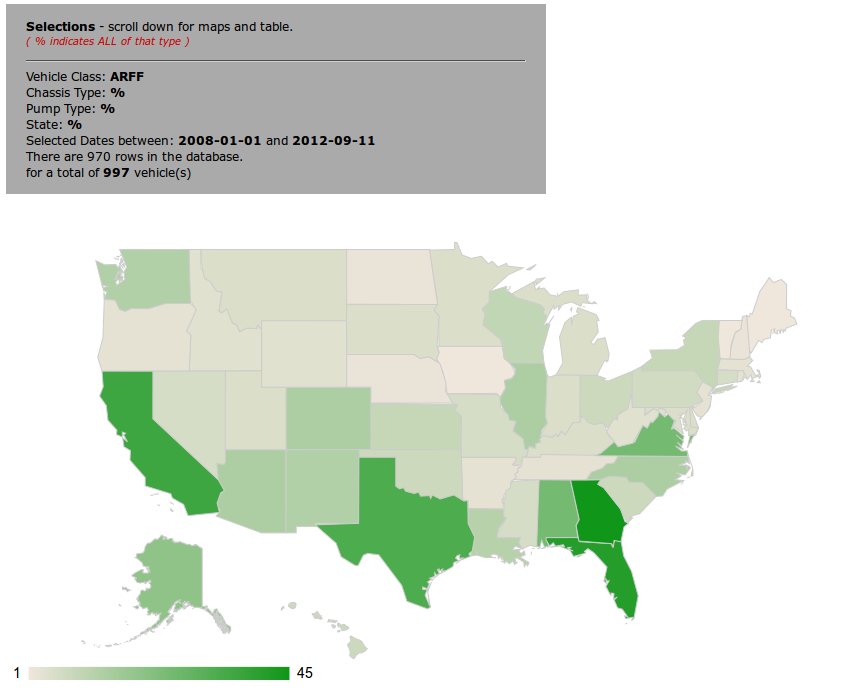 Selections - scroll down for maps and table.
( % indicates ALL of that type )
Vehicle Class: ARFF
Chassis Type: %
Pump Type: %
State: %
Selected Dates between: 2008-01-01 and 2012-09-11
There are 970 rows in the database.
for a total of 997 vehicle(s)
1 45